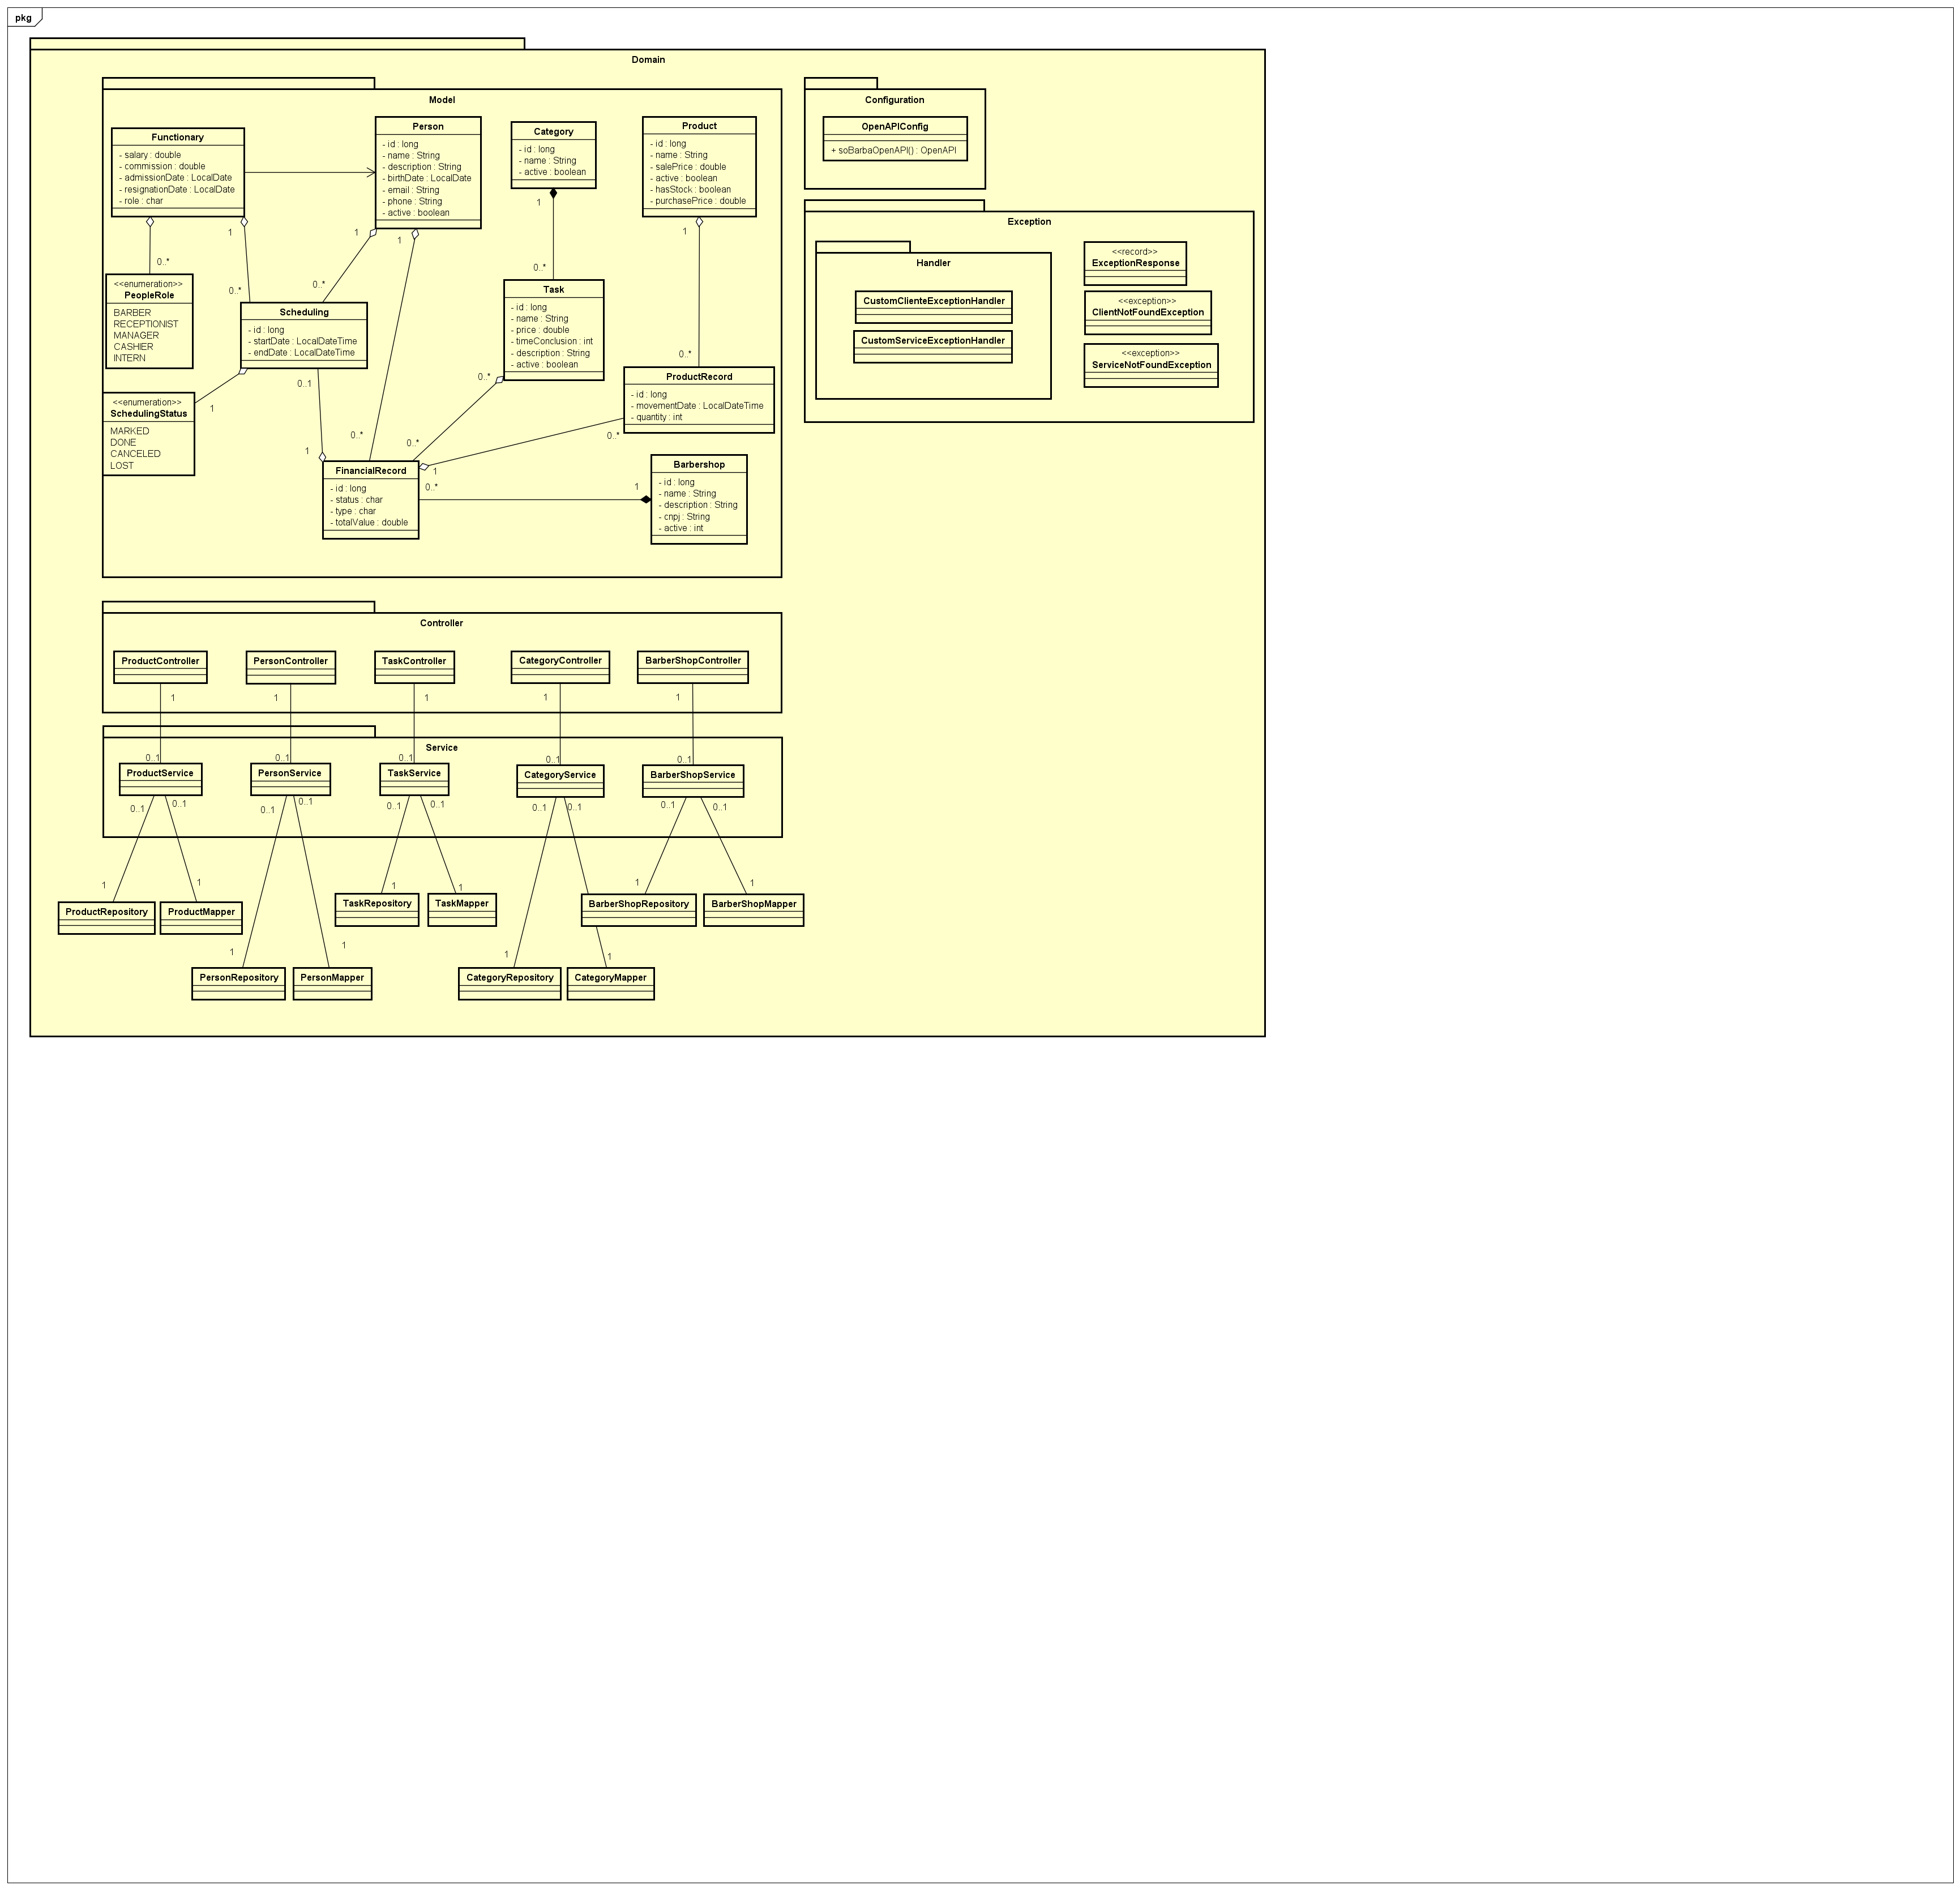 pkg
Domain
Model
Functionary
- salary : double
- commission : double
- admissionDate : LocalDate
- resignationDate : LocalDate
- role : char
Person
- id : long
- name : String
- description : String
- birthDate : LocalDate
- email : String
- phone : String
- active : boolean
Category
- id : long
- name : String
- active : boolean
Product
- id : long
- name : String
- salePrice : double
- active : boolean
- hasStock : boolean
- purchasePrice : double
1
1
1
1
1
0..*
0..*
0..*
0..*
0..*
<<enumeration>>
PeopleRole
BARBER
RECEPTIONIST
MANAGER
CASHIER
INTERN
Scheduling
- id : long
- startDate : LocalDateTime
- endDate : LocalDateTime
Task
- id : long
- name : String
- price : double
- timeConclusion : int
- description : String
- active : boolean
ProductRecord
- id : long
- movementDate : LocalDateTime
- quantity : int
<<enumeration>>
SchedulingStatus
MARKED
DONE
CANCELED
LOST
1
0..1
0..*
0..*
0..*
0..*
1
1
FinancialRecord
- id : long
- status : char
- type : char
- totalValue : double
0..*
1
Barbershop
- id : long
- name : String
- description : String
- cnpj : String
- active : int
Configuration
OpenAPIConfig
+ soBarbaOpenAPI() : OpenAPI
Exception
Handler
CustomClienteExceptionHandler
CustomServiceExceptionHandler
<<record>>
ExceptionResponse
<<exception>>
ClientNotFoundException
<<exception>>
ServiceNotFoundException
Controller
ProductController
PersonController
TaskController
CategoryController
BarberShopController
1
1
1
1
1
Service
0..1
0..1
0..1
0..1
0..1
ProductService
PersonService
TaskService
CategoryService
BarberShopService
0..1
0..1
0..1
0..1
0..1
0..1
0..1
0..1
0..1
0..1
1
1
1
1
1
1
ProductRepository
ProductMapper
TaskRepository
TaskMapper
BarberShopRepository
BarberShopMapper
1
1
1
1
PersonRepository
PersonMapper
CategoryRepository
CategoryMapper